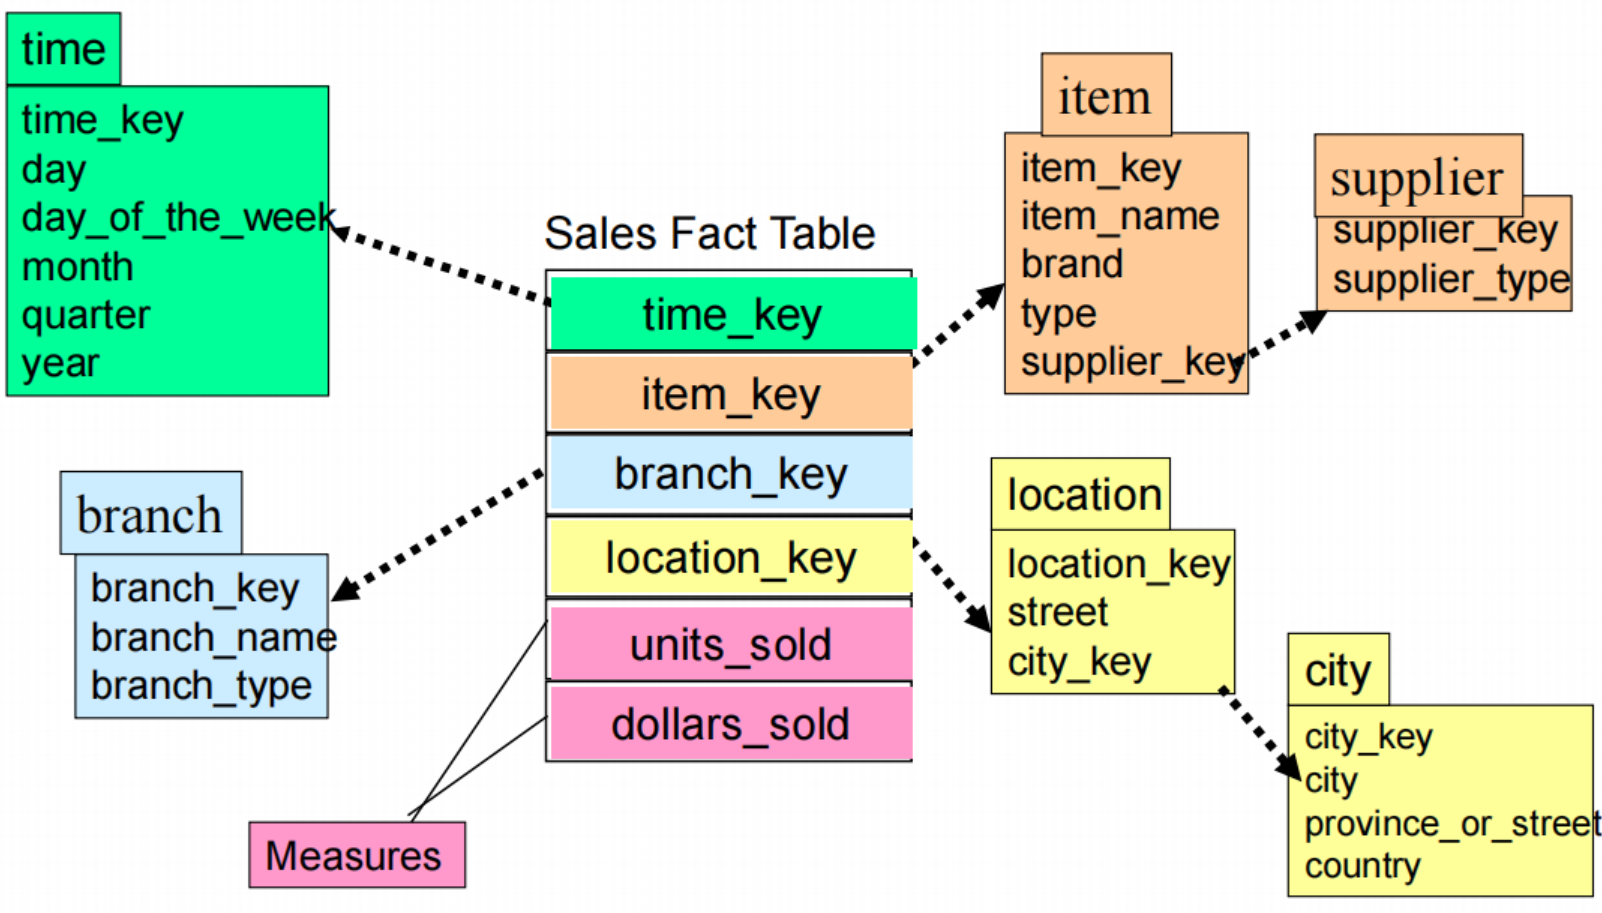 time
time_key
day
day_of_the_week
month
quarter
year
Sales Fact Table
time_key
item_key
branch_key
location_key
units_sold
dollars_sold
Measures
branch
branch_key
branch_name
branch_type
item
item_key
item_name
brand
type
supplier_key
supplier
supplier_key
supplier_type
location
location_key
street
city_key
city
city_key
city
province_or_street
country